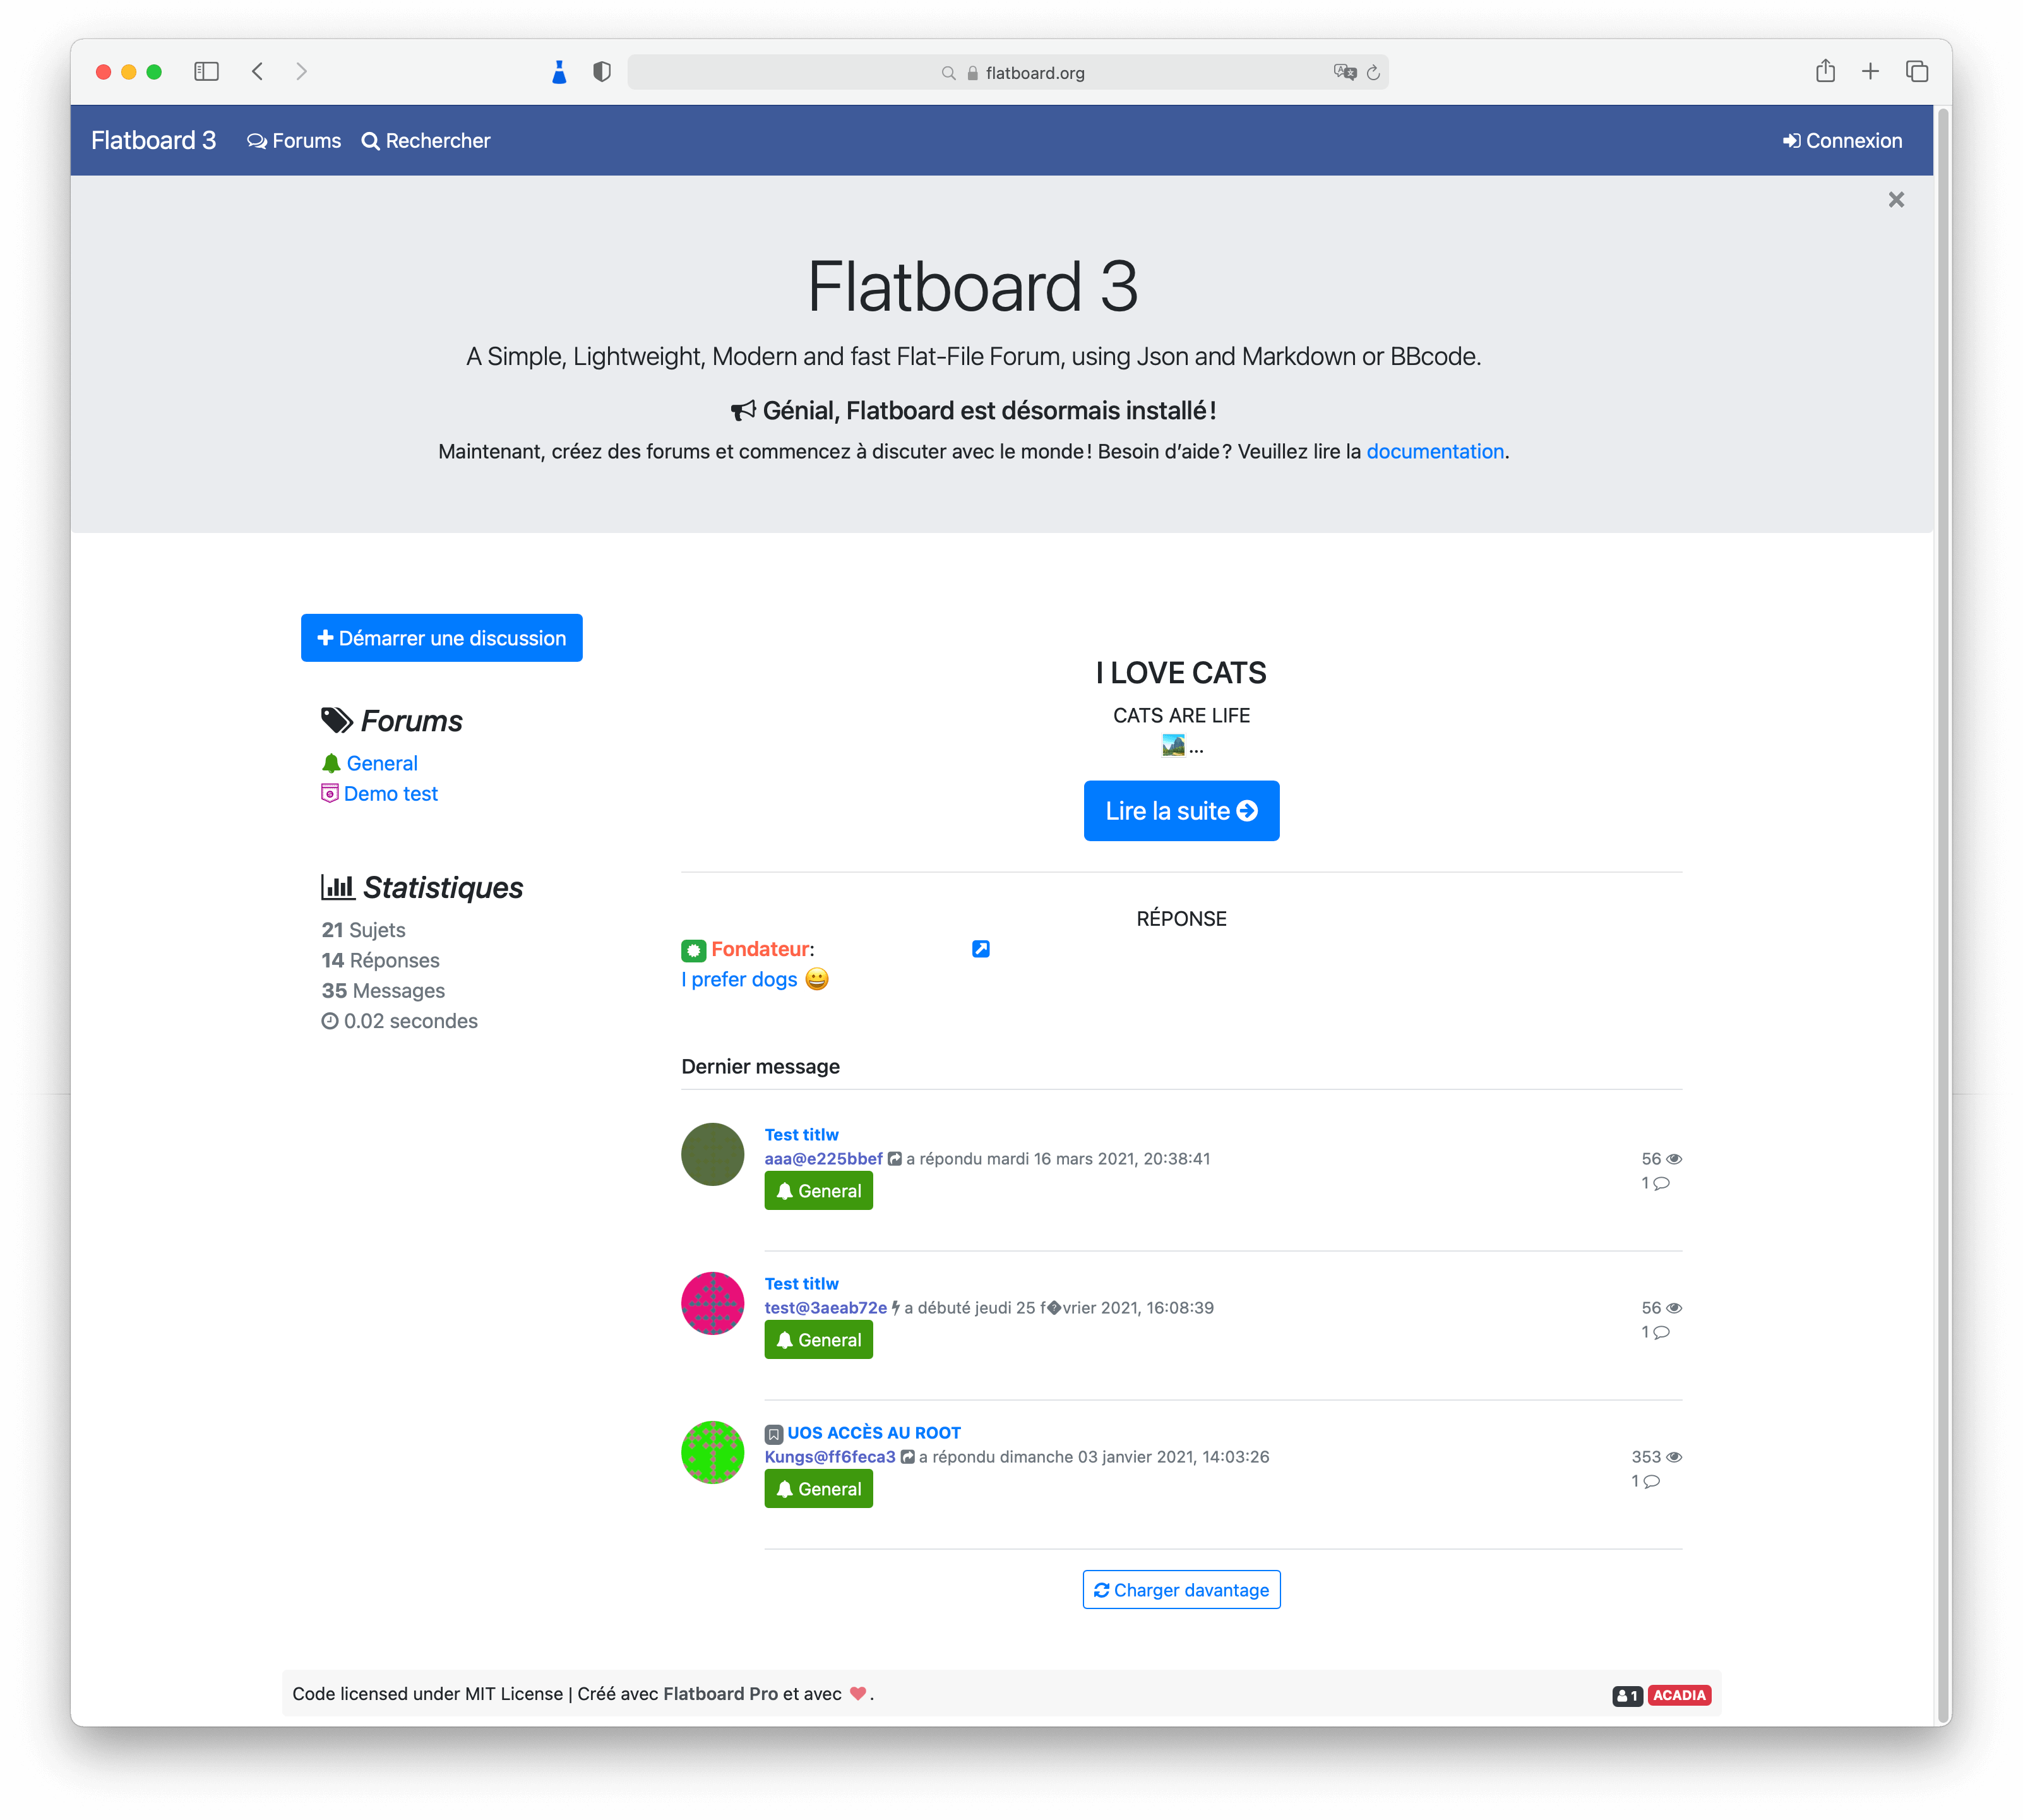 flatboard.org
Flatboard 3 Forums Rechercher Connexion
Flatboard 3
A Simple, Lightweight, Modern and fast Flat-File Forum, using Json and Markdown or BBcode.
Génial, Flatboard est désormais installé !
Maintenant, créez des forums et commencez à discuter avec le monde ! Besoin d’aide ? Veuillez lire la documentation.
Démarrer une discussion
Forums
General
Demo test
Statistiques
21 Sujets
14 Réponses
35 Messages
0.02 secondes
I LOVE CATS
CATS ARE LIFE
...
Lire la suite
RÉPONSE
Fondateur:
I prefer dogs 😀
Dernier message
Test titlw
aaa@e225bbef a répondu mardi 16 mars 2021, 20:38:41
General
56
1
Test titlw
test@3aeab72e a débuté jeudi 25 f�vrier 2021, 16:08:39
General
56
1
UOS ACCÈS AU ROOT
Kungs@ff6feca3 a répondu dimanche 03 janvier 2021, 14:03:26
General
353
1
Charger davantage
Code licensed under MIT License | Créé avec Flatboard Pro et avec ❤ .
1 ACADIA